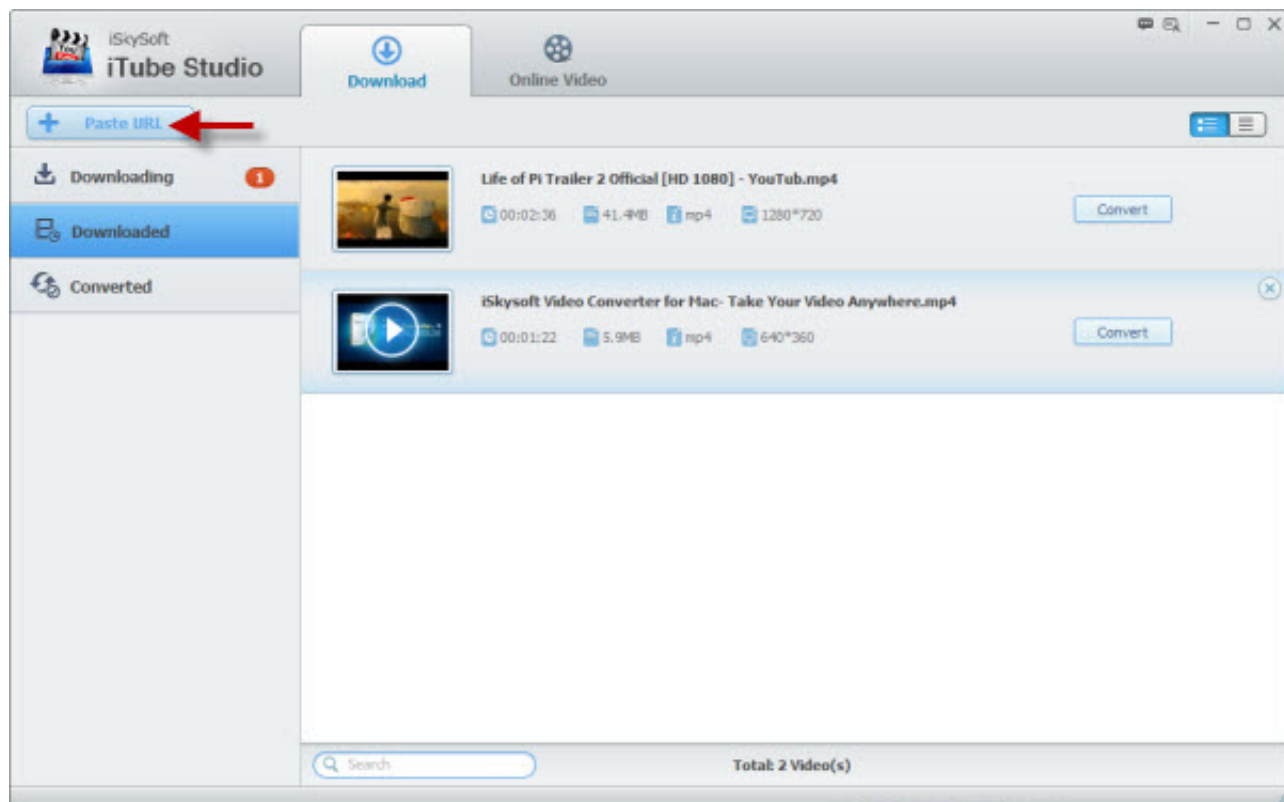 iSkySoft
iTube Studio
Download
Online Video
Paste URL
Downloading
1
Downloaded
Converted
Life of Pi Trailer 2 Official [HD 1080] - YouTub.mp4
00:02:36 41.4MB mp4 1280*720
Convert
iSkysoft Video Converter for Mac- Take Your Video Anywhere.mp4
00:01:22 5.9MB mp4 640*360
Convert
Search
Total: 2 Video(s)